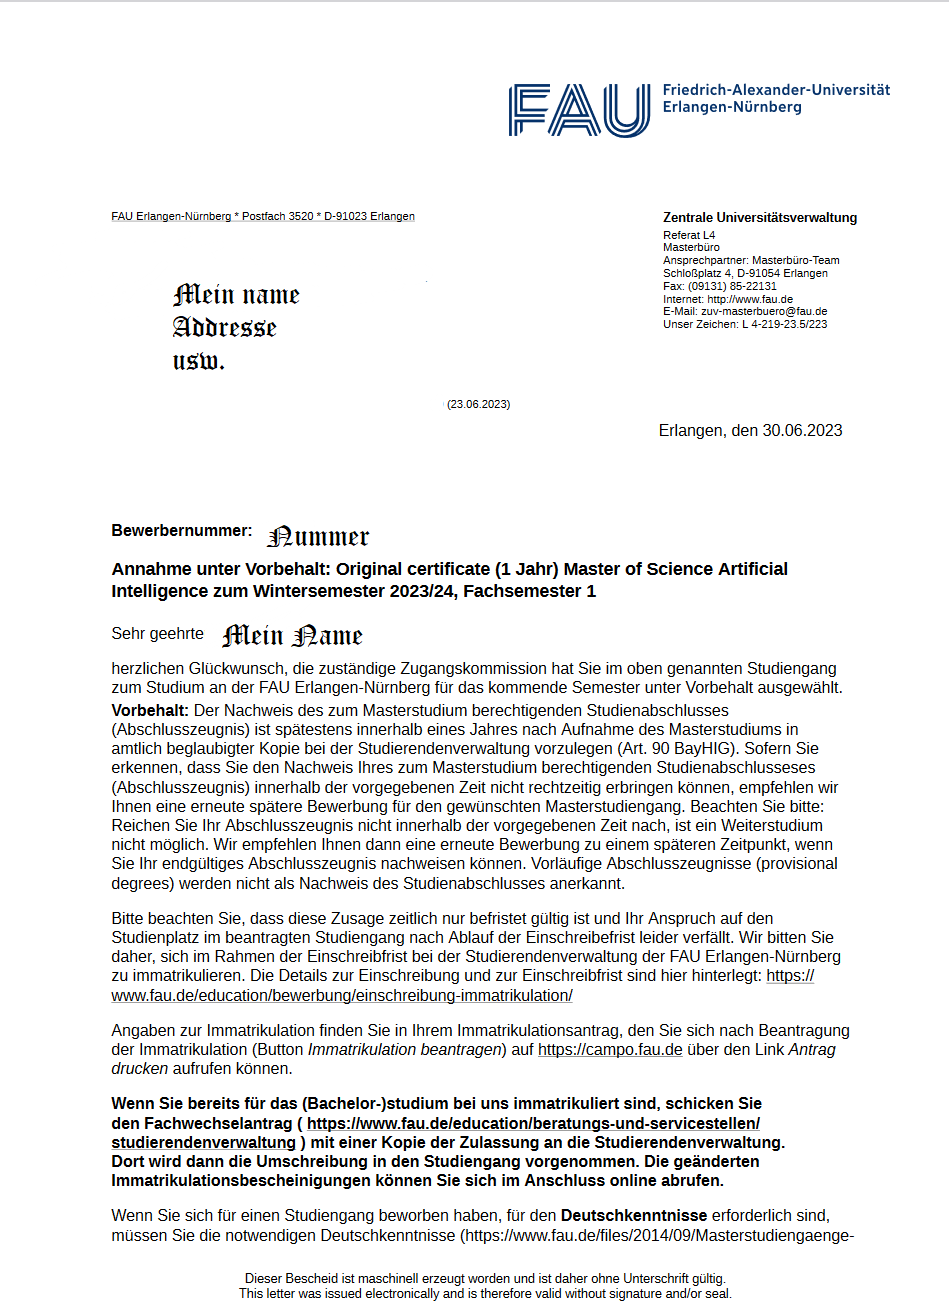 FAU Friedrich-Alexander-Universität
Erlangen-Nürnberg
FAU Erlangen-Nürnberg * Postfach 3520 * D-91023 Erlangen
Zentrale Universitätsverwaltung
Referat L4
Masterbüro
Ansprechpartner: Masterbüro-Team
Schloßplatz 4, D-91054 Erlangen
Fax: (09131) 85-22131
Internet: http://www.fau.de
E-Mail: zuv-masterbuero@fau.de
Unser Zeichen: L 4-219-23.5/223
Mein name
Addresse
usw.
(23.06.2023)
Erlangen, den 30.06.2023
Bewerbernummer: Nummer
Annahme unter Vorbehalt: Original certificate (1 Jahr) Master of Science Artificial
Intelligence zum Wintersemester 2023/24, Fachsemester 1
Sehr geehrte Mein Name
herzlichen Glückwunsch, die zuständige Zugangskommission hat Sie im oben genannten Studiengang
zum Studium an der FAU Erlangen-Nürnberg für das kommende Semester unter Vorbehalt ausgewählt.
Vorbehalt: Der Nachweis des zum Masterstudium berechtigenden Studienabschlusses
(Abschlusszeugnis) ist spätestens innerhalb eines Jahres nach Aufnahme des Masterstudiums in
amtlich beglaubigter Kopie bei der Studierendenverwaltung vorzulegen (Art. 90 BayHIG). Sofern Sie
erkennen, dass Sie den Nachweis Ihres zum Masterstudium berechtigenden Studienabschlusseses
(Abschlusszeugnis) innerhalb der vorgegebenen Zeit nicht rechtzeitig erbringen können, empfehlen wir
Ihnen eine erneute spätere Bewerbung für den gewünschten Masterstudiengang. Beachten Sie bitte:
Reichen Sie Ihr Abschlusszeugnis nicht innerhalb der vorgegebenen Zeit nach, ist ein Weiterstudium
nicht möglich. Wir empfehlen Ihnen dann eine erneute Bewerbung zu einem späteren Zeitpunkt, wenn
Sie Ihr endgültiges Abschlusszeugnis nachweisen können. Vorläufige Abschlusszeugnisse (provisional
degrees) werden nicht als Nachweis des Studienabschlusses anerkannt.
Bitte beachten Sie, dass diese Zusage zeitlich nur befristet gültig ist und Ihr Anspruch auf den
Studienplatz im beantragten Studiengang nach Ablauf der Einschreibefrist leider verfällt. Wir bitten Sie
daher, sich im Rahmen der Einschreibfrist bei der Studierendenverwaltung der FAU Erlangen-Nürnberg
zu immatrikulieren. Die Details zur Einschreibung und zur Einschreibfrist sind hier hinterlegt: https://
www.fau.de/education/bewerbung/einschreibung-immatrikulation/
Angaben zur Immatrikulation finden Sie in Ihrem Immatrikulationsantrag, den Sie sich nach Beantragung
der Immatrikulation (Button Immatrikulation beantragen) auf https://campo.fau.de über den Link Antrag
drucken aufrufen können.
Wenn Sie bereits für das (Bachelor-)studium bei uns immatrikuliert sind, schicken Sie
den Fachwechselantrag ( https://www.fau.de/education/beratungs-und-servicestellen/
studierendenverwaltung ) mit einer Kopie der Zulassung an die Studierendenverwaltung.
Dort wird dann die Umschreibung in den Studiengang vorgenommen. Die geänderten
Immatrikulationsbescheinigungen können Sie sich im Anschluss online abrufen.
Wenn Sie sich für einen Studiengang beworben haben, für den Deutschkenntnisse erforderlich sind,
müssen Sie die notwendigen Deutschkenntnisse (https://www.fau.de/files/2014/09/Masterstudiengaenge-
Dieser Bescheid ist maschinell erzeugt worden und ist daher ohne Unterschrift gültig.
This letter was issued electronically and is therefore valid without signature and/or seal.